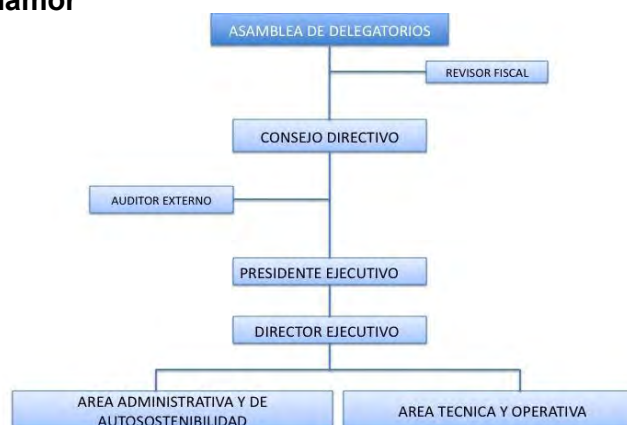 ASAMBLEA DE DELEGATORIOS
REVISOR FISCAL
CONSEJO DIRECTIVO
AUDITOR EXTERNO
PRESIDENTE EJECUTIVO
DIRECTOR EJECUTIVO
AREA ADMINISTRATIVA Y DE
AUTOSOSTENIBILIDAD
AREA TECNICA Y OPERATIVA